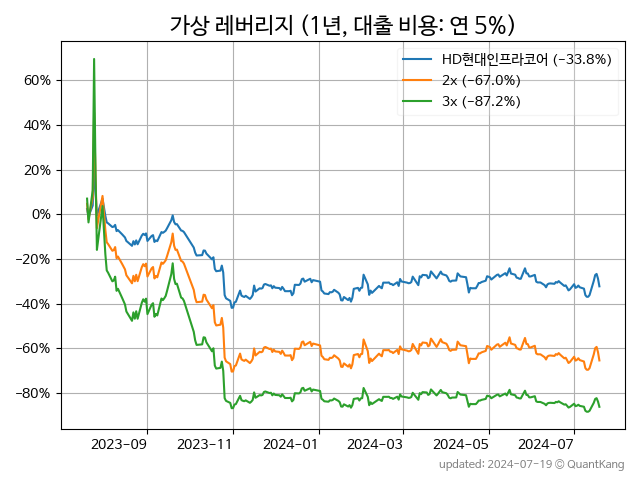 가상 레버리지 (1년, 대출 비용: 연 5%)
HD현대인프라코어 (−33.8%)
2x (−67.0%)
3x (−87.2%)
60%
40%
20%
0%
−20%
−40%
−60%
−80%
2023-09 2023-11 2024-01 2024-03 2024-05 2024-07
updated: 2024-07-19 © QuantKang